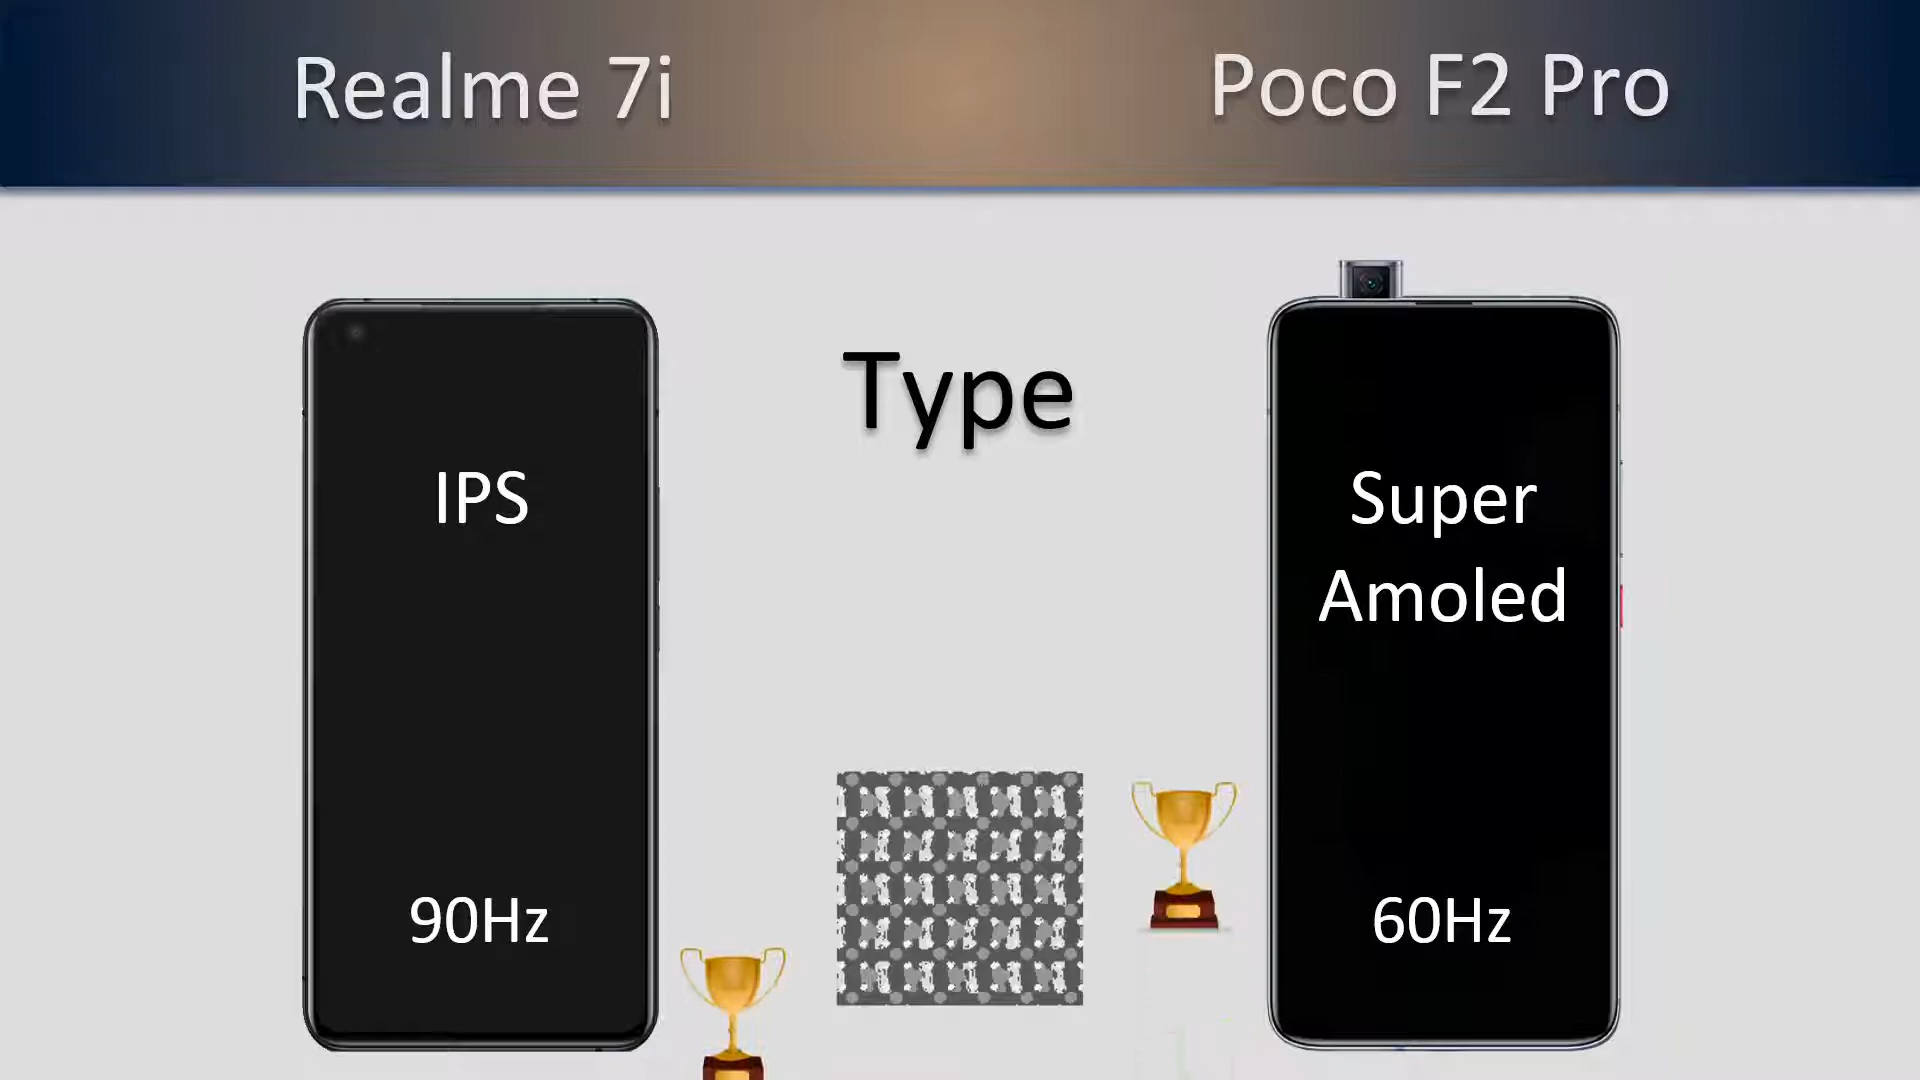 Realme 7i
Poco F2 Pro
Type
IPS
Super
Amoled
90Hz
60Hz